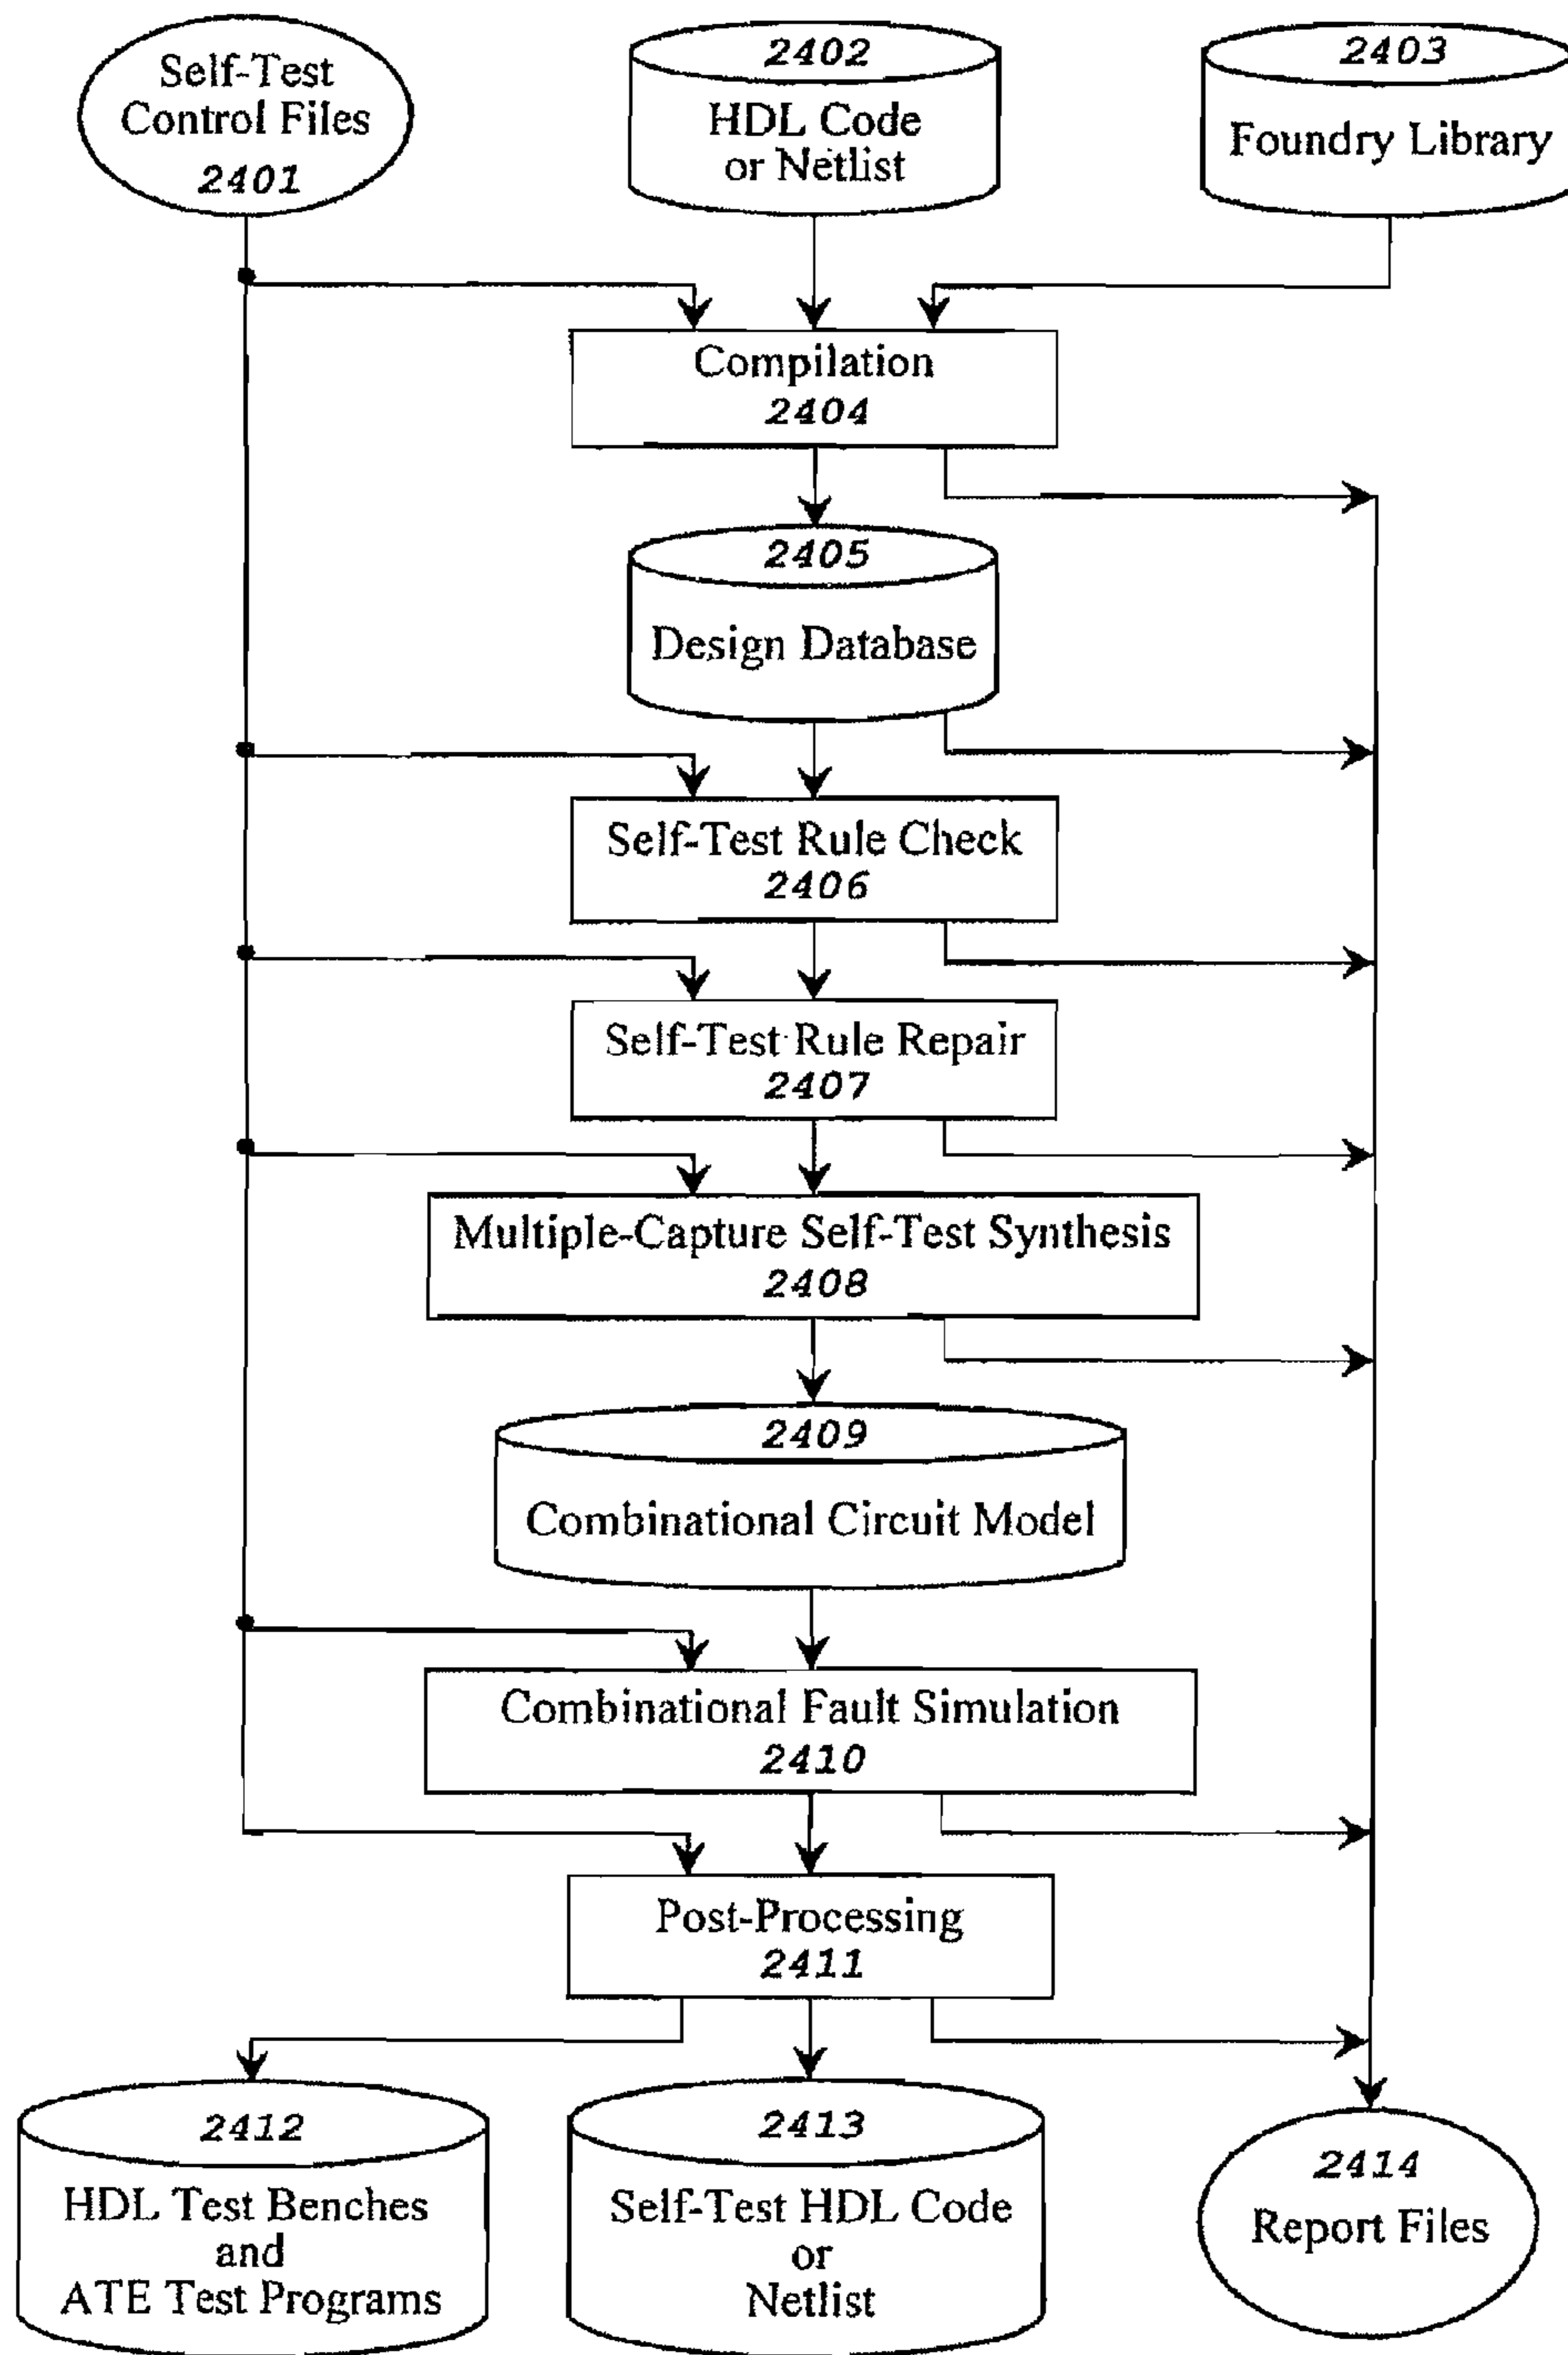 Self-Test
Control Files
2401
2402
HDL Code
or Netlist
2403
Foundry Library
Compilation
2404
2405
Design Database
Self-Test Rule Check
2406
Self-Test Rule Repair
2407
Multiple-Capture Self-Test Synthesis
2408
2409
Combinational Circuit Model
Combinational Fault Simulation
2410
Post-Processing
2411
2412
HDL Test Benches
and
ATE Test Programs
2413
Self-Test HDL Code
or
Netlist
2414
Report Files